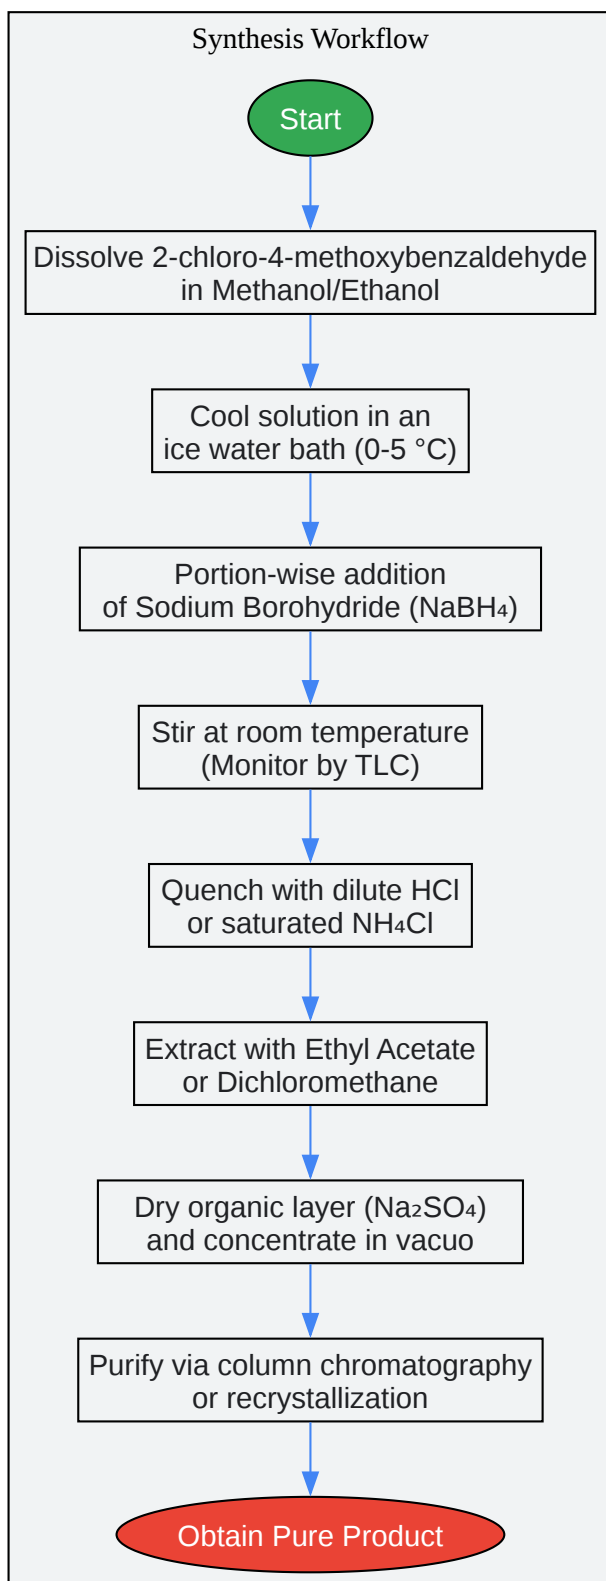 Synthesis Workflow
Start
Dissolve 2-chloro-4-methoxybenzaldehyde
in Methanol/Ethanol
Cool solution in an
ice water bath (0-5 °C)
Portion-wise addition
of Sodium Borohydride (NaBH₄)
Stir at room temperature
(Monitor by TLC)
Quench with dilute HCl
or saturated NH₄Cl
Extract with Ethyl Acetate
or Dichloromethane
Dry organic layer (Na₂SO₄)
and concentrate in vacuo
Purify via column chromatography
or recrystallization
Obtain Pure Product